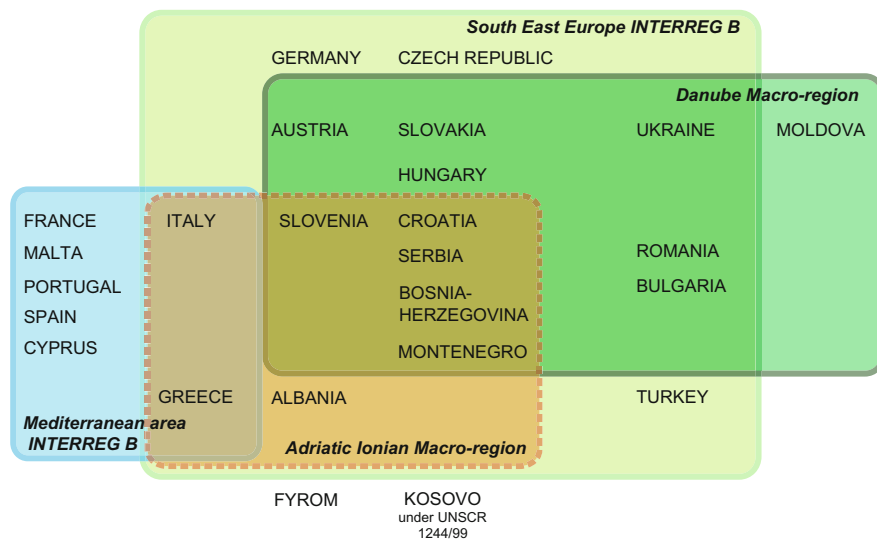 South East Europe INTERREG B
GERMANY CZECH REPUBLIC
Danube Macro-region
AUSTRIA SLOVAKIA UKRAINE MOLDOVA
HUNGARY
FRANCE ITALY SLOVENIA CROATIA
MALTA SERBIA ROMANIA
PORTUGAL BOSNIA- BULGARIA
SPAIN HERZEGOVINA
CYPRUS MONTENEGRO
GREECE ALBANIA TURKEY
Mediterranean area
INTERREG B Adriatic Ionian Macro-region
FYROM KOSOVO
under UNSCR
1244/99